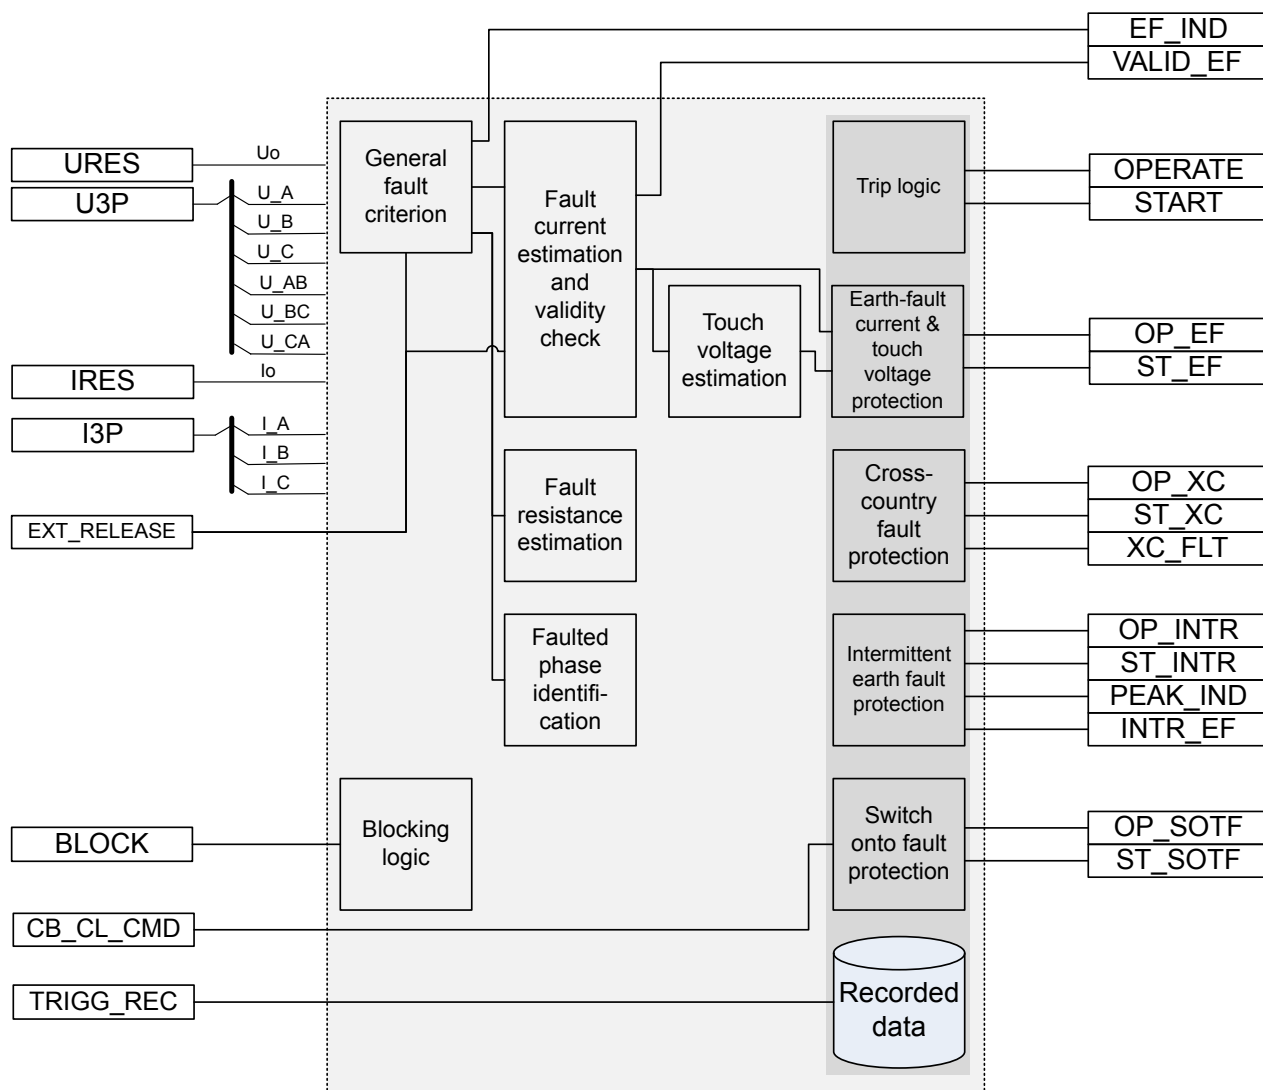 EF_IND
VALID_EF
URES
Uo
U3P
U_A
U_B
U_C
U_AB
U_BC
U_CA
IRES
Io
I3P
I_A
I_B
I_C
EXT_RELEASE
BLOCK
CB_CL_CMD
TRIGG_REC
General
fault
criterion
Fault
current
estimation
and
validity
check
Touch
voltage
estimation
Fault
resistance
estimation
Faulted
phase
identifi-
cation
Blocking
logic
Trip logic
Earth-fault
current &
touch
voltage
protection
Cross-
country
fault
protection
Intermittent
earth fault
protection
Switch
onto fault
protection
Recorded
data
OPERATE
START
OP_EF
ST_EF
OP_XC
ST_XC
XC_FLT
OP_INTR
ST_INTR
PEAK_IND
INTR_EF
OP_SOTF
ST_SOTF